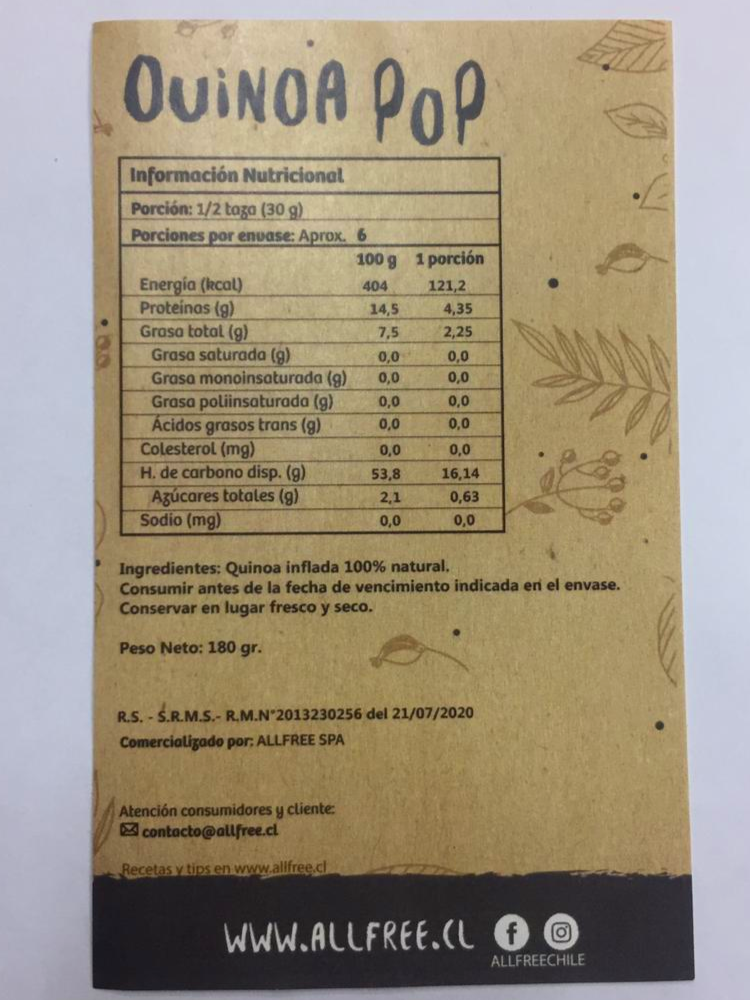 QUINOA POP
Información Nutricional
Porción: 1/2 taza (30 g)
Porciones por envase: Aprox. 6
100 g 1 porción
Energía (kcal) 404 121,2
Proteínas (g) 14,5 4,35
Grasa total (g) 7,5 2,25
Grasa saturada (g) 0,0 0,0
Grasa monoinsaturada (g) 0,0 0,0
Grasa poliinsaturada (g) 0,0 0,0
Ácidos grasos trans (g) 0,0 0,0
Colesterol (mg) 0,0 0,0
H. de carbono disp. (g) 53,8 16,14
Azúcares totales (g) 2,1 0,63
Sodio (mg) 0,0 0,0
Ingredientes: Quinoa inflada 100% natural.
Consumir antes de la fecha de vencimiento indicada en el envase.
Conservar en lugar fresco y seco.
Peso Neto: 180 gr.
R.S. - S.R.M.S.- R.M.N°2013230256 del 21/07/2020
Comercializado por: ALLFREE SPA
Atención consumidores y cliente:
contacto@allfree.cl
Recetas y tips en www.allfree.cl
WWW.ALLFREE.CL
ALLFREECHILE